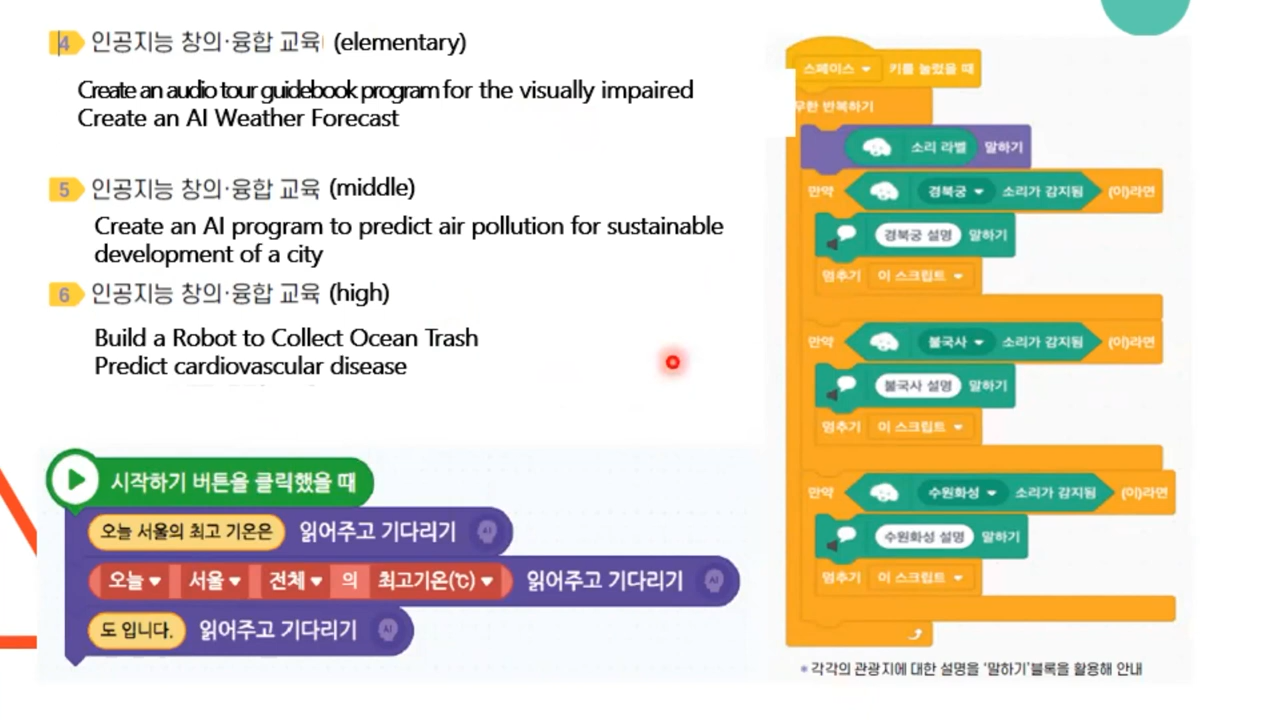 4 인공지능 창의·융합 교육 (elementary)
Create an audio tour guidebook program for the visually impaired
Create an AI Weather Forecast
5 인공지능 창의·융합 교육 (middle)
Create an AI program to predict air pollution for sustainable
development of a city
6 인공지능 창의·융합 교육 (high)
Build a Robot to Collect Ocean Trash
Predict cardiovascular disease
시작하기 버튼을 클릭했을 때
오늘 서울의 최고 기온은 읽어주고 기다리기
오늘 서울 전체 의 최고기온(℃) 읽어주고 기다리기
도 입니다. 읽어주고 기다리기
스페이스 키를 눌렀을 때
무한 반복하기
소리 라벨 말하기
만약 경복궁 소리가 감지됨 (이)라면
경복궁 설명 말하기
멈추기 이 스크립트
만약 불국사 소리가 감지됨 (이)라면
불국사 설명 말하기
멈추기 이 스크립트
만약 수원화성 소리가 감지됨 (이)라면
수원화성 설명 말하기
멈추기 이 스크립트
* 각각의 관광지에 대한 설명을 '말하기'블록을 활용해 안내